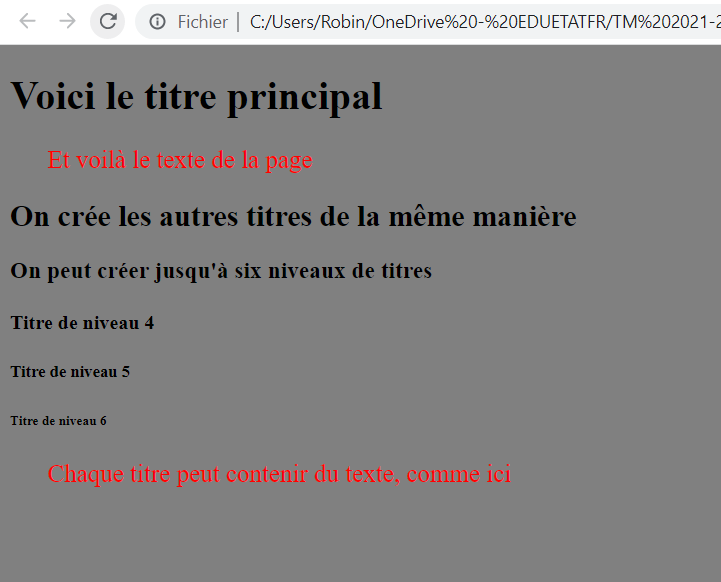 Fichier | C:/Users/Robin/OneDrive%20-%20EDUETATFR/TM%202021-2
Voici le titre principal
Et voilà le texte de la page
On crée les autres titres de la même manière
On peut créer jusqu'à six niveaux de titres
Titre de niveau 4
Titre de niveau 5
Titre de niveau 6
Chaque titre peut contenir du texte, comme ici